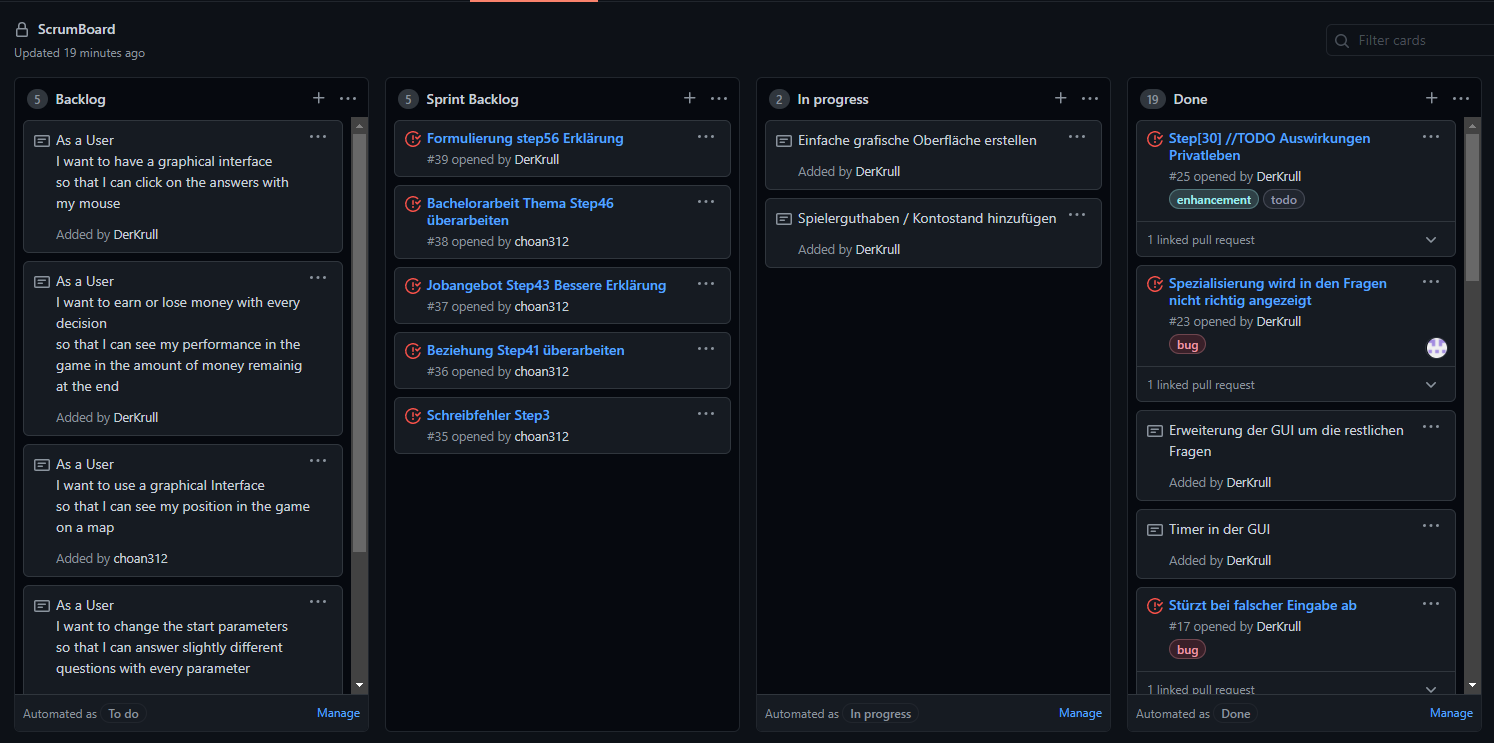 ScrumBoard
Updated 19 minutes ago
Filter cards
5 Backlog
As a User
I want to have a graphical interface
so that I can click on the answers with
my mouse
Added by DerKrull
As a User
I want to earn or lose money with every
decision
so that I can see my performance in the
game in the amount of money remainig
at the end
Added by DerKrull
As a User
I want to use a graphical Interface
so that I can see my position in the game
on a map
Added by choan312
As a User
I want to change the start parameters
so that I can answer slightly different
questions with every parameter
Automated as To do
Manage
5 Sprint Backlog
Formulierung step56 Erklärung
#39 opened by DerKrull
Bachelorarbeit Thema Step46
überarbeiten
#38 opened by choan312
Jobangebot Step43 Bessere Erklärung
#37 opened by choan312
Beziehung Step41 überarbeiten
#36 opened by choan312
Schreibfehler Step3
#35 opened by choan312
2 In progress
Einfache grafische Oberfläche erstellen
Added by DerKrull
Spielerguthaben / Kontostand hinzufügen
Added by DerKrull
Automated as In progress
Manage
19 Done
Step[30] //TODO Auswirkungen
Privatleben
#25 opened by DerKrull
enhancement todo
1 linked pull request
Spezialisierung wird in den Fragen
nicht richtig angezeigt
#23 opened by DerKrull
bug
1 linked pull request
Erweiterung der GUI um die restlichen
Fragen
Added by DerKrull
Timer in der GUI
Added by DerKrull
Stürzt bei falscher Eingabe ab
#17 opened by DerKrull
bug
1 linked pull request
Automated as Done
Manage